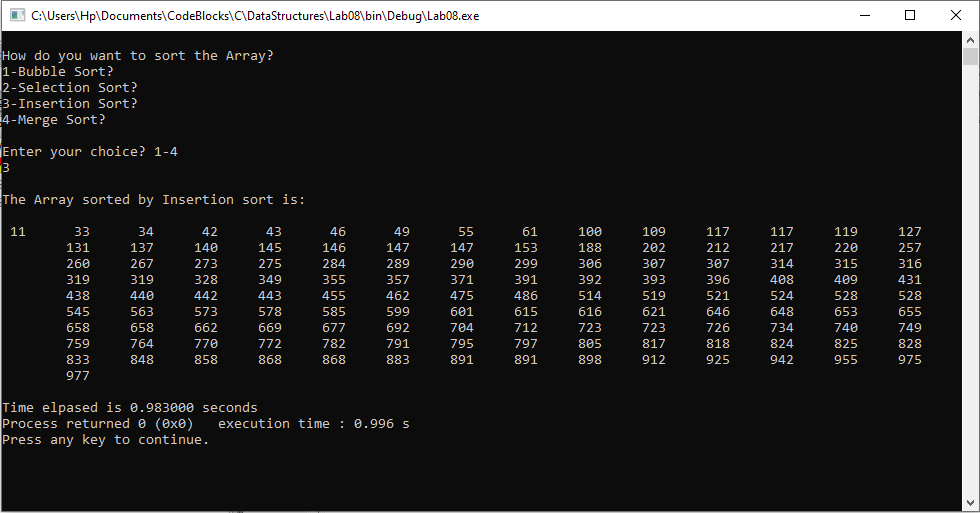 C:\Users\Hp\Documents\CodeBlocks\C\DataStructures\Lab08\bin\Debug\Lab08.exe
How do you want to sort the Array?
1-Bubble Sort?
2-Selection Sort?
3-Insertion Sort?
4-Merge Sort?
Enter your choice? 1-4
3
The Array sorted by Insertion sort is:
11 33 34 42 43 46 49 55 61 100 109 117 117 119 127
131 137 140 145 146 147 147 153 188 202 212 217 220 257
260 267 273 275 284 289 290 299 306 307 307 314 315 316
319 319 328 349 355 357 371 391 392 393 396 408 409 431
438 440 442 443 455 462 475 486 514 519 521 524 528 528
545 563 573 578 585 599 601 615 616 621 646 648 653 655
658 658 662 669 677 692 704 712 723 723 726 734 740 749
759 764 770 772 782 791 795 797 805 817 818 824 825 828
833 848 858 868 868 883 891 891 898 912 925 942 955 975
977
Time elpased is 0.983000 seconds
Process returned 0 (0x0) execution time : 0.996 s
Press any key to continue.